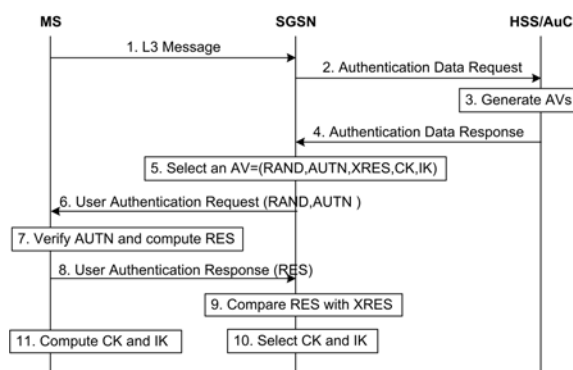 MS SGSN HSS/AuC
1. L3 Message
2. Authentication Data Request
3. Generate AVs
4. Authentication Data Response
5. Select an AV=(RAND,AUTN,XRES,CK,IK)
6. User Authentication Request (RAND,AUTN )
7. Verify AUTN and compute RES
8. User Authentication Response (RES)
9. Compare RES with XRES
11. Compute CK and IK 10. Select CK and IK